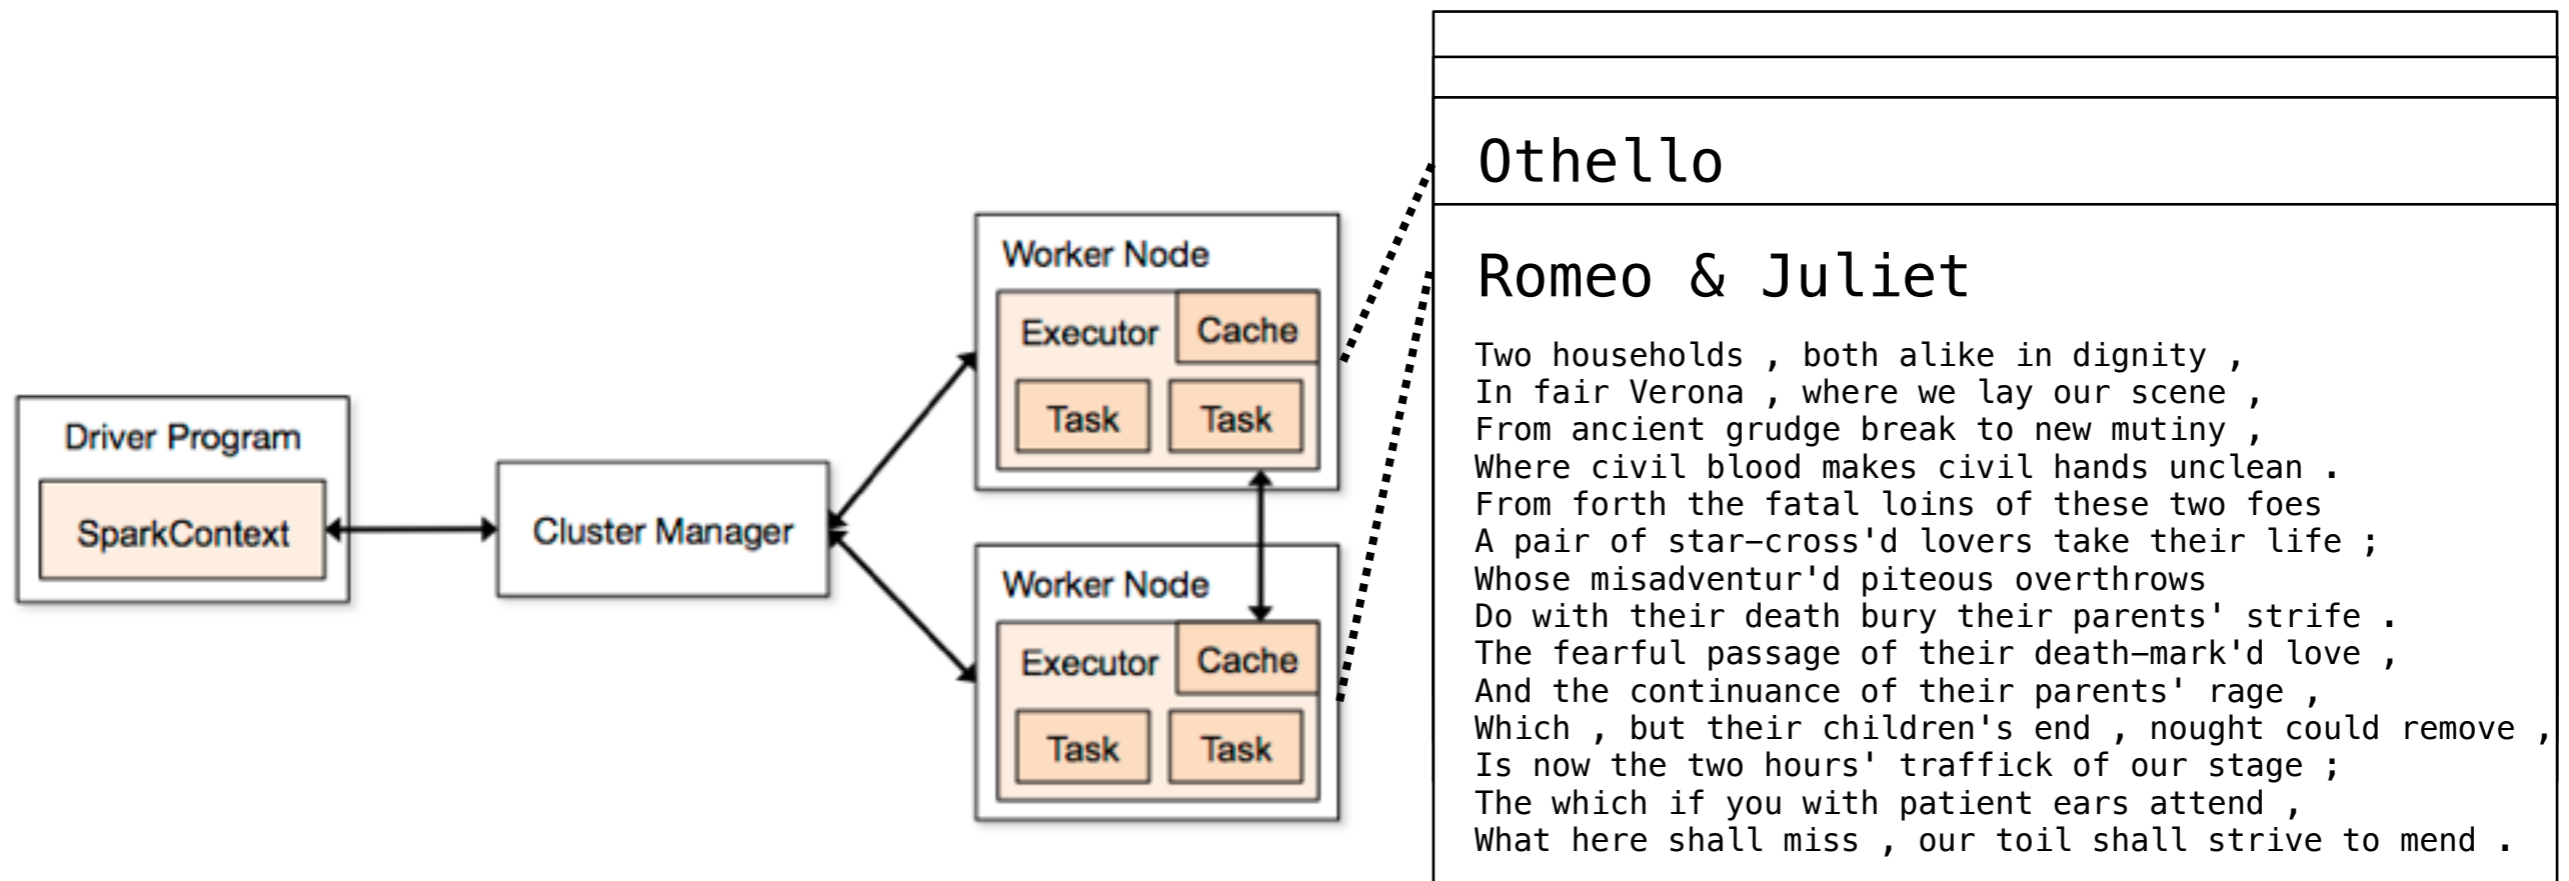 Driver Program
SparkContext
Cluster Manager
Worker Node
Executor
Cache
Task
Task
Worker Node
Executor
Cache
Task
Task
Othello
Romeo & Juliet
Two households , both alike in dignity ,
In fair Verona , where we lay our scene ,
From ancient grudge break to new mutiny ,
Where civil blood makes civil hands unclean .
From forth the fatal loins of these two foes
A pair of star−cross'd lovers take their life ;
Whose misadventur'd piteous overthrows
Do with their death bury their parents' strife .
The fearful passage of their death−mark'd love ,
And the continuance of their parents' rage ,
Which , but their children's end , nought could remove ,
Is now the two hours' traffick of our stage ;
The which if you with patient ears attend ,
What here shall miss , our toil shall strive to mend .